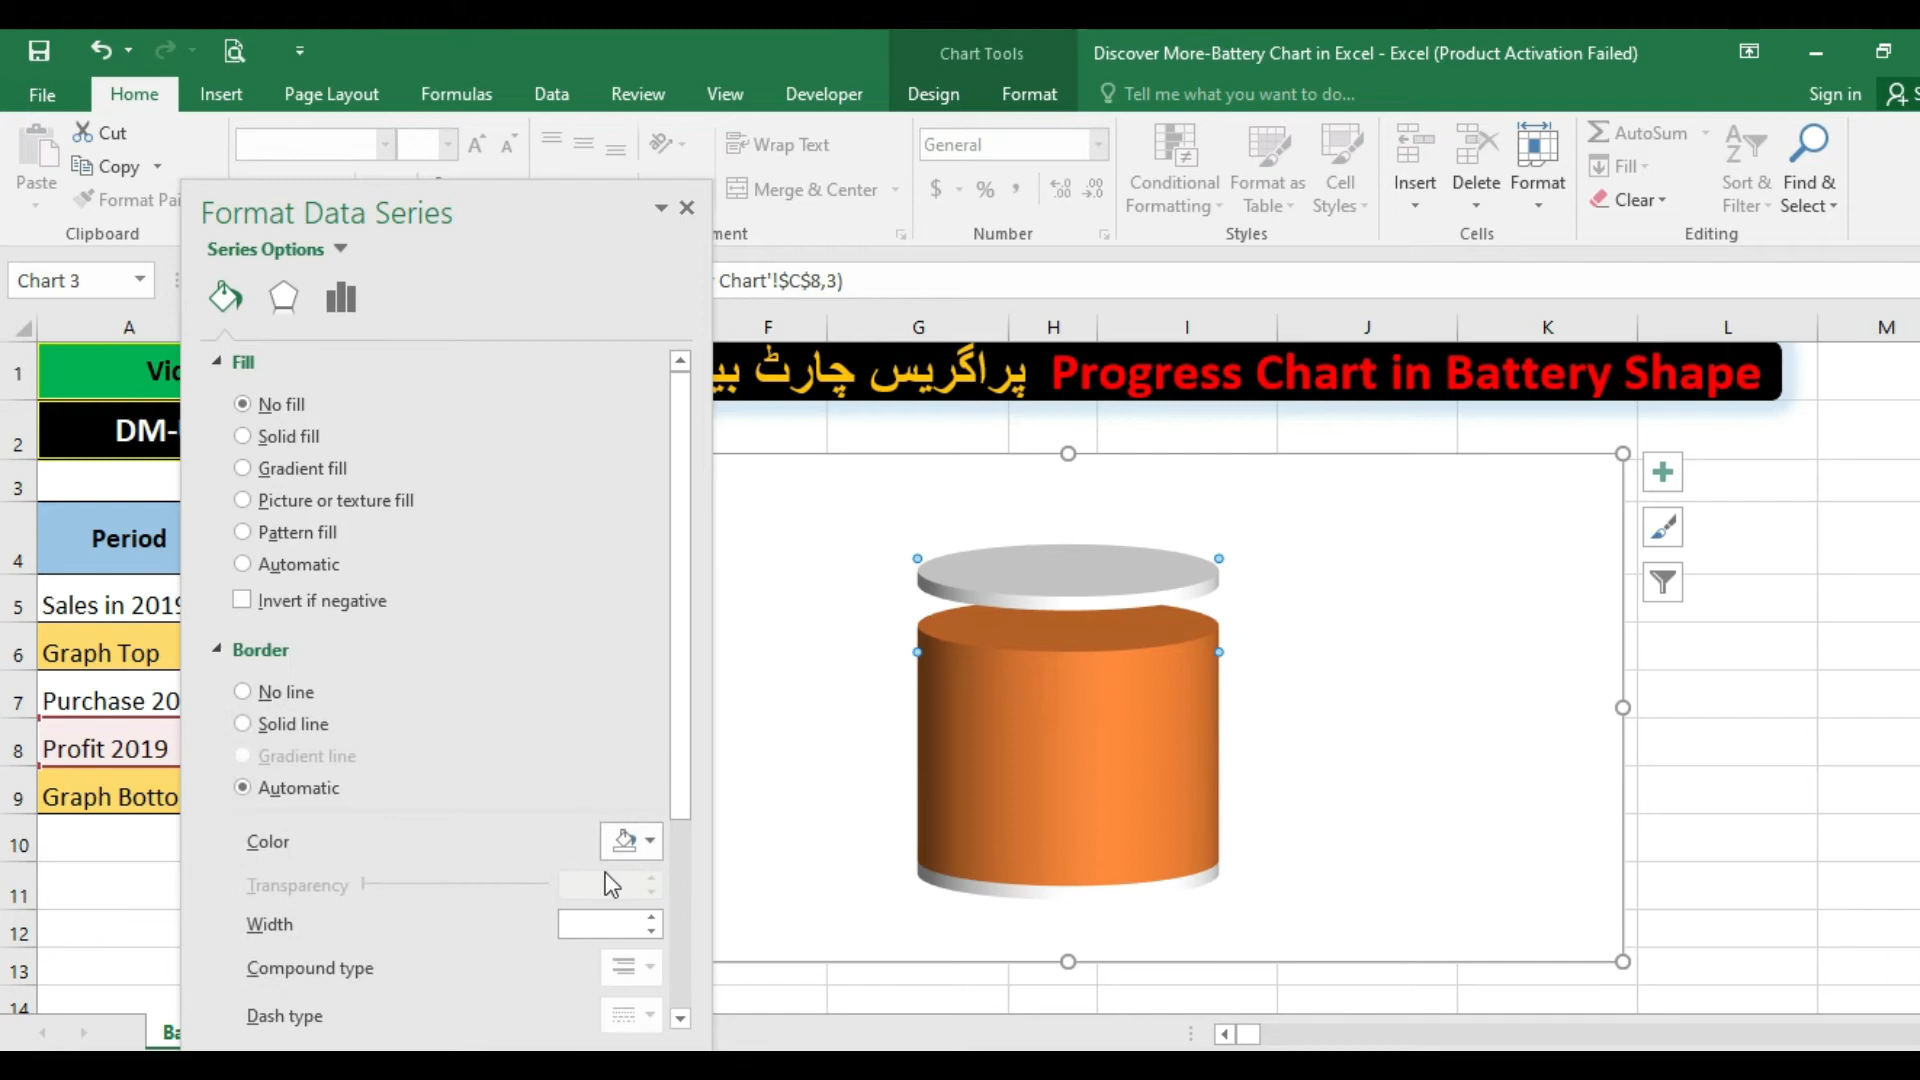 Chart Tools
Discover More-Battery Chart in Excel - Excel (Product Activation Failed)
File
Home
Insert
Page Layout
Formulas
Data
Review
View
Developer
Design
Format
Tell me what you want to do...
Sign in
Cut
Copy
Paste
Format Pai
Clipboard
Wrap Text
Merge & Center
ment
General
$ % ,
Number
Conditional Formatting
Format as Table
Cell Styles
Styles
Insert
Delete
Format
Cells
AutoSum
Fill
Clear
Sort & Filter
Find & Select
Editing
Chart 3
Chart'!$C$8,3)
Format Data Series
Series Options
Fill
No fill
Solid fill
Gradient fill
Picture or texture fill
Pattern fill
Automatic
Invert if negative
Border
No line
Solid line
Gradient line
Automatic
Color
Transparency
Width
Compound type
Dash type
A F G H I J K L M
1
پراگریس چارٹ بی Progress Chart in Battery Shape
2 DM-
3
4 Period
5 Sales in 2019
6 Graph Top
7 Purchase 20
8 Profit 2019
9 Graph Botto
10
11
12
13
14
Ba